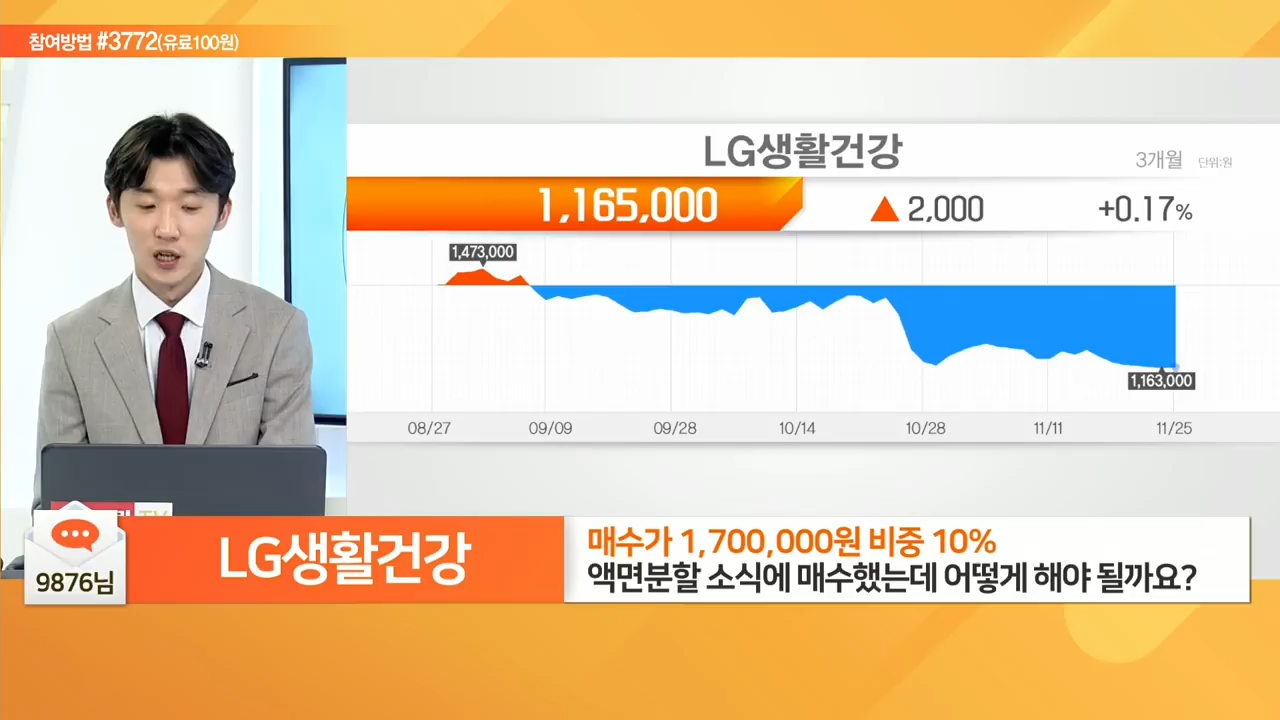 참여방법 #3772(유료100원)
LG생활건강
3개월 단위:원
1,165,000 ▲ 2,000 +0.17%
1,473,000
1,163,000
08/27 09/09 09/28 10/14 10/28 11/11 11/25
9876님
LG생활건강
매수가 1,700,000원 비중 10%
액면분할 소식에 매수했는데 어떻게 해야 될까요?